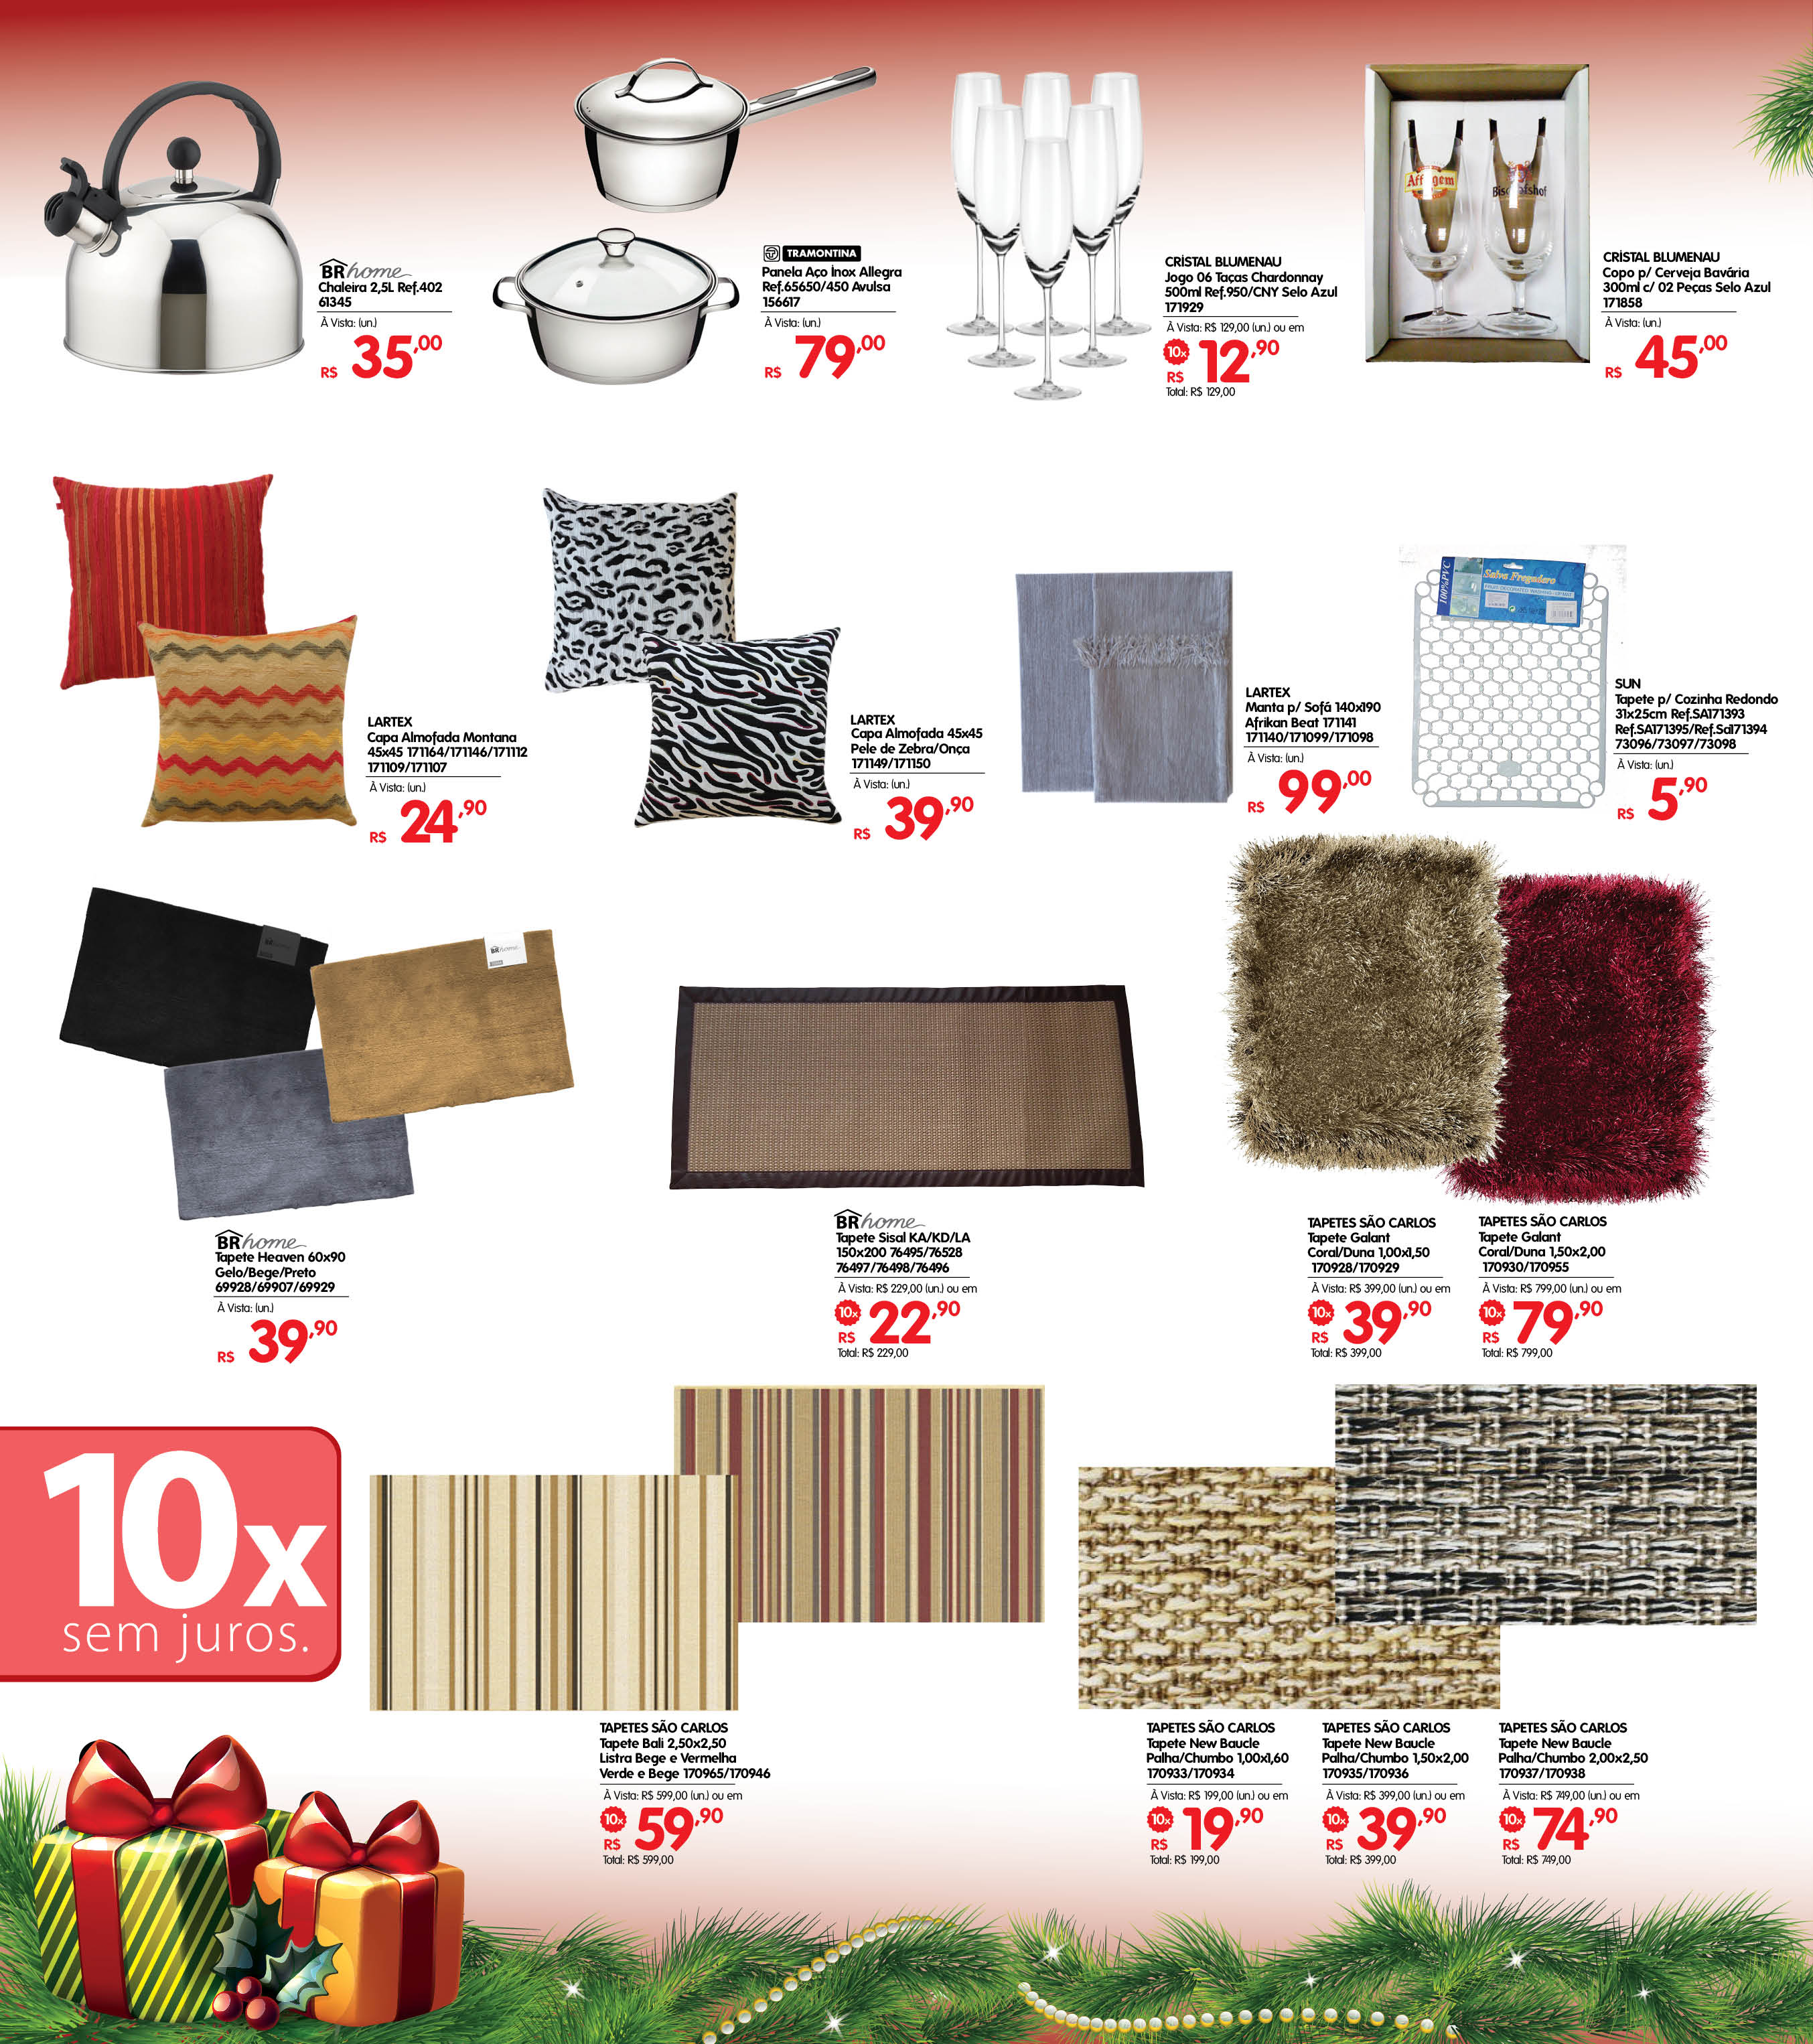 BRhome
Chaleira 2,5L Ref.402
61345
À Vista: (un.)
R$ 35,00
TRAMONTINA
Panela Aço İnox Allegra
Ref.65650/450 Avulsa
156617
À Vista: (un.)
R$ 79,00
CRİSTAL BLUMENAU
Jogo 06 Taças Chardonnay
500ml Ref.950/CNY Selo Azul
171929
À Vista: R$ 129,00 (un.) ou em
10x
R$ 12,90
Total: R$ 129,00
Affligem
Bischofshof
CRİSTAL BLUMENAU
Copo p/ Cerveja Bavária
300ml c/ 02 Peças Selo Azul
171858
À Vista: (un.)
R$ 45,00
LARTEX
Capa Almofada Montana
45x45 171164/171146/171112
171109/171107
À Vista: (un.)
R$ 24,90
LARTEX
Capa Almofada 45x45
Pele de Zebra/Onça
171149/171150
À Vista: (un.)
R$ 39,90
LARTEX
Manta p/ Sofá 140x190
Afrikan Beat 171141
171140/171099/171098
À Vista: (un.)
R$ 99,00
100%PVC
Salva Fregadero
SUN
Tapete p/ Cozinha Redondo
31x25cm Ref.SA171393
Ref.SA171395/Ref.Sa171394
73096/73097/73098
À Vista: (un.)
R$ 5,90
BRhome
BRhome
BRhome
Tapete Heaven 60x90
Gelo/Bege/Preto
69928/69907/69929
À Vista: (un.)
R$ 39,90
BRhome
Tapete Sisal KA/KD/LA
150x200 76495/76528
76497/76498/76496
À Vista: R$ 229,00 (un.) ou em
10x
R$ 22,90
Total: R$ 229,00
TAPETES SÃO CARLOS
Tapete Galant
Coral/Duna 1,00x1,50
170928/170929
À Vista: R$ 399,00 (un.) ou em
10x
R$ 39,90
Total: R$ 399,00
TAPETES SÃO CARLOS
Tapete Galant
Coral/Duna 1,50x2,00
170930/170955
À Vista: R$ 799,00 (un.) ou em
10x
R$ 79,90
Total: R$ 799,00
10x
sem juros.
TAPETES SÃO CARLOS
Tapete Bali 2,50x2,50
Listra Bege e Vermelha
Verde e Bege 170965/170946
À Vista: R$ 599,00 (un.) ou em
10x
R$ 59,90
Total: R$ 599,00
TAPETES SÃO CARLOS
Tapete New Baucle
Palha/Chumbo 1,00x1,60
170933/170934
À Vista: R$ 199,00 (un.) ou em
10x
R$ 19,90
Total: R$ 199,00
TAPETES SÃO CARLOS
Tapete New Baucle
Palha/Chumbo 1,50x2,00
170935/170936
À Vista: R$ 399,00 (un.) ou em
10x
R$ 39,90
Total: R$ 399,00
TAPETES SÃO CARLOS
Tapete New Baucle
Palha/Chumbo 2,00x2,50
170937/170938
À Vista: R$ 749,00 (un.) ou em
10x
R$ 74,90
Total: R$ 749,00